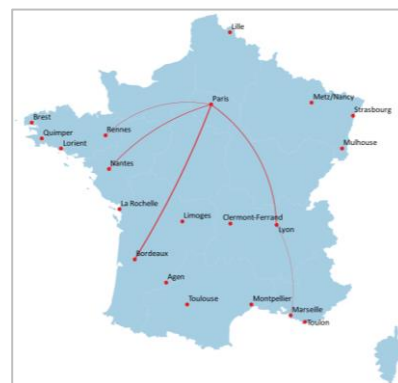 Lille
Paris
Metz/Nancy
Strasbourg
Brest
Rennes
Quimper
Lorient
Mulhouse
Nantes
La Rochelle
Limoges
Clermont-Ferrand
Lyon
Bordeaux
Agen
Toulouse
Montpellier
Marseille
Toulon